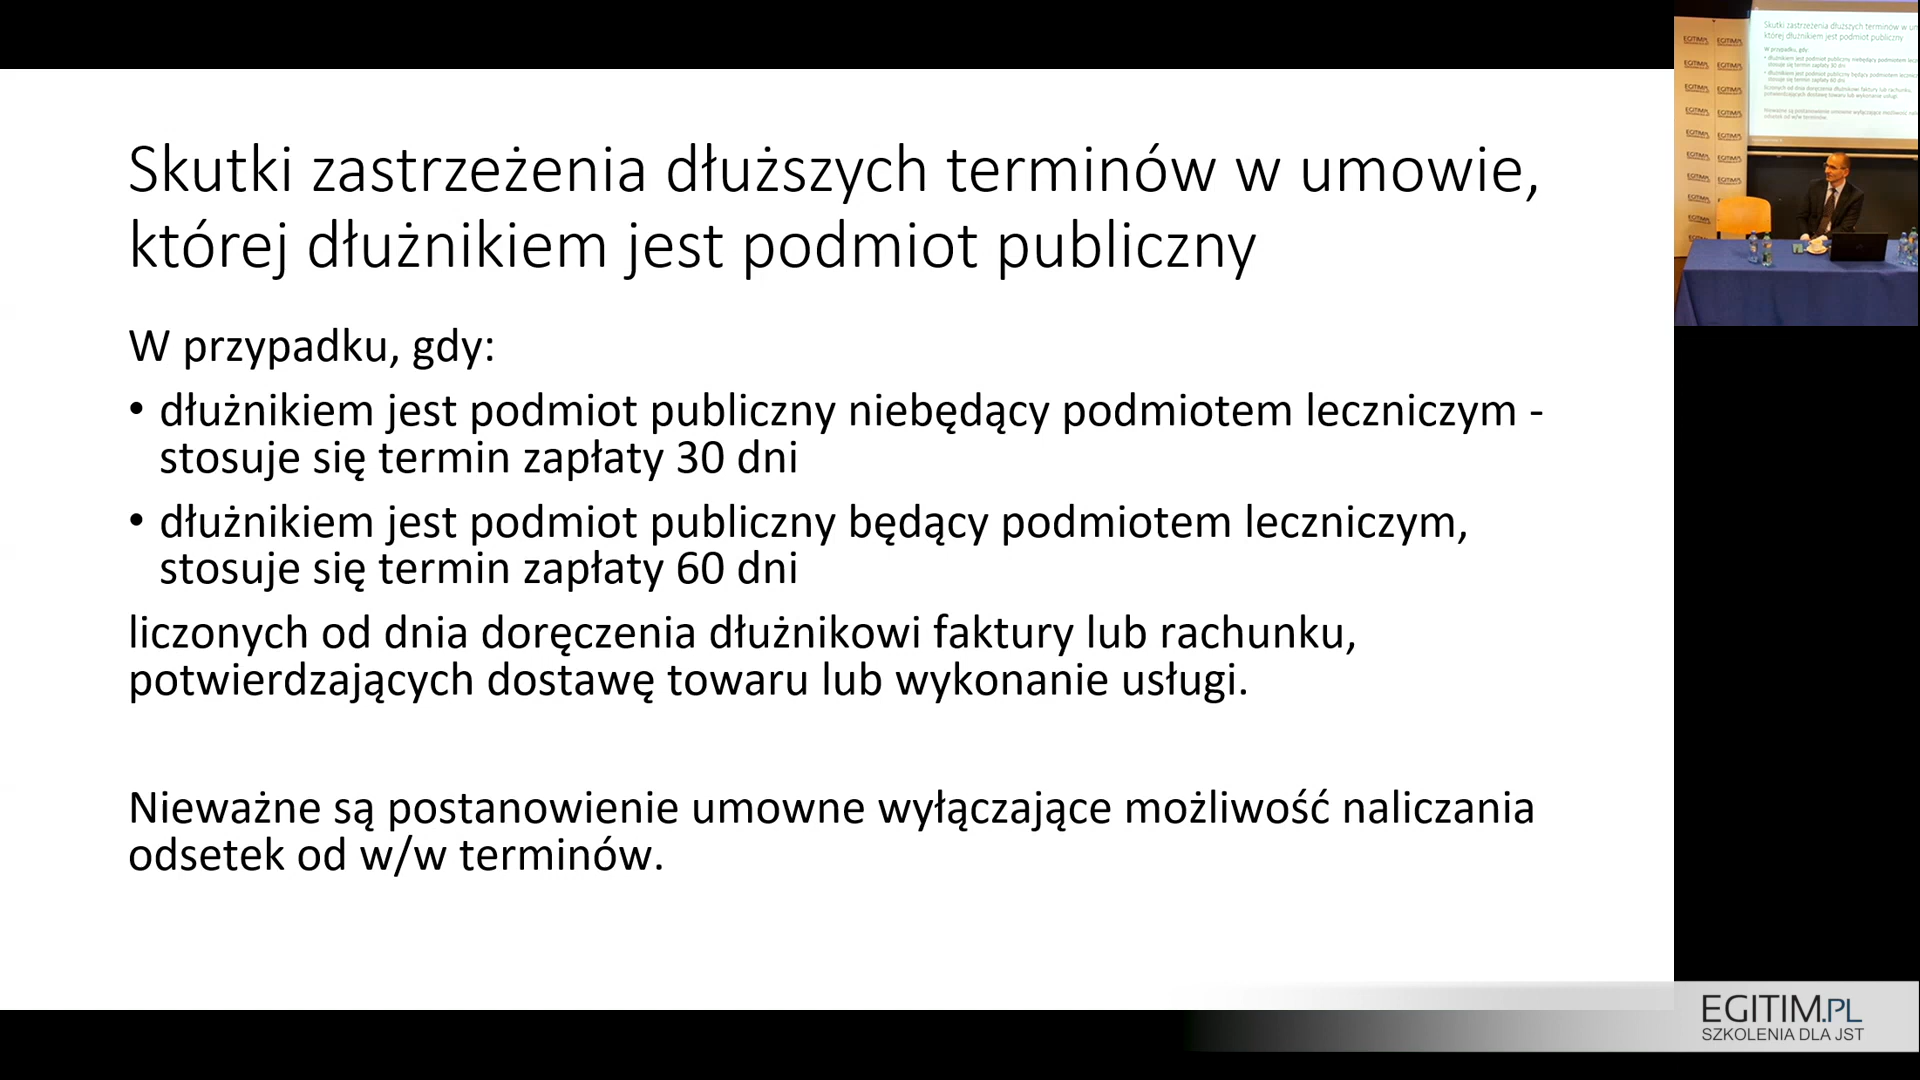 Skutki zastrzeżenia dłuższych terminów w umowie,
której dłużnikiem jest podmiot publiczny
W przypadku, gdy:
• dłużnikiem jest podmiot publiczny niebędący podmiotem leczniczym -
stosuje się termin zapłaty 30 dni
• dłużnikiem jest podmiot publiczny będący podmiotem leczniczym,
stosuje się termin zapłaty 60 dni
liczonych od dnia doręczenia dłużnikowi faktury lub rachunku,
potwierdzających dostawę towaru lub wykonanie usługi.
Nieważne są postanowienie umowne wyłączające możliwość naliczania
odsetek od w/w terminów.
EGITIM.PL
SZKOLENIA DLA JST